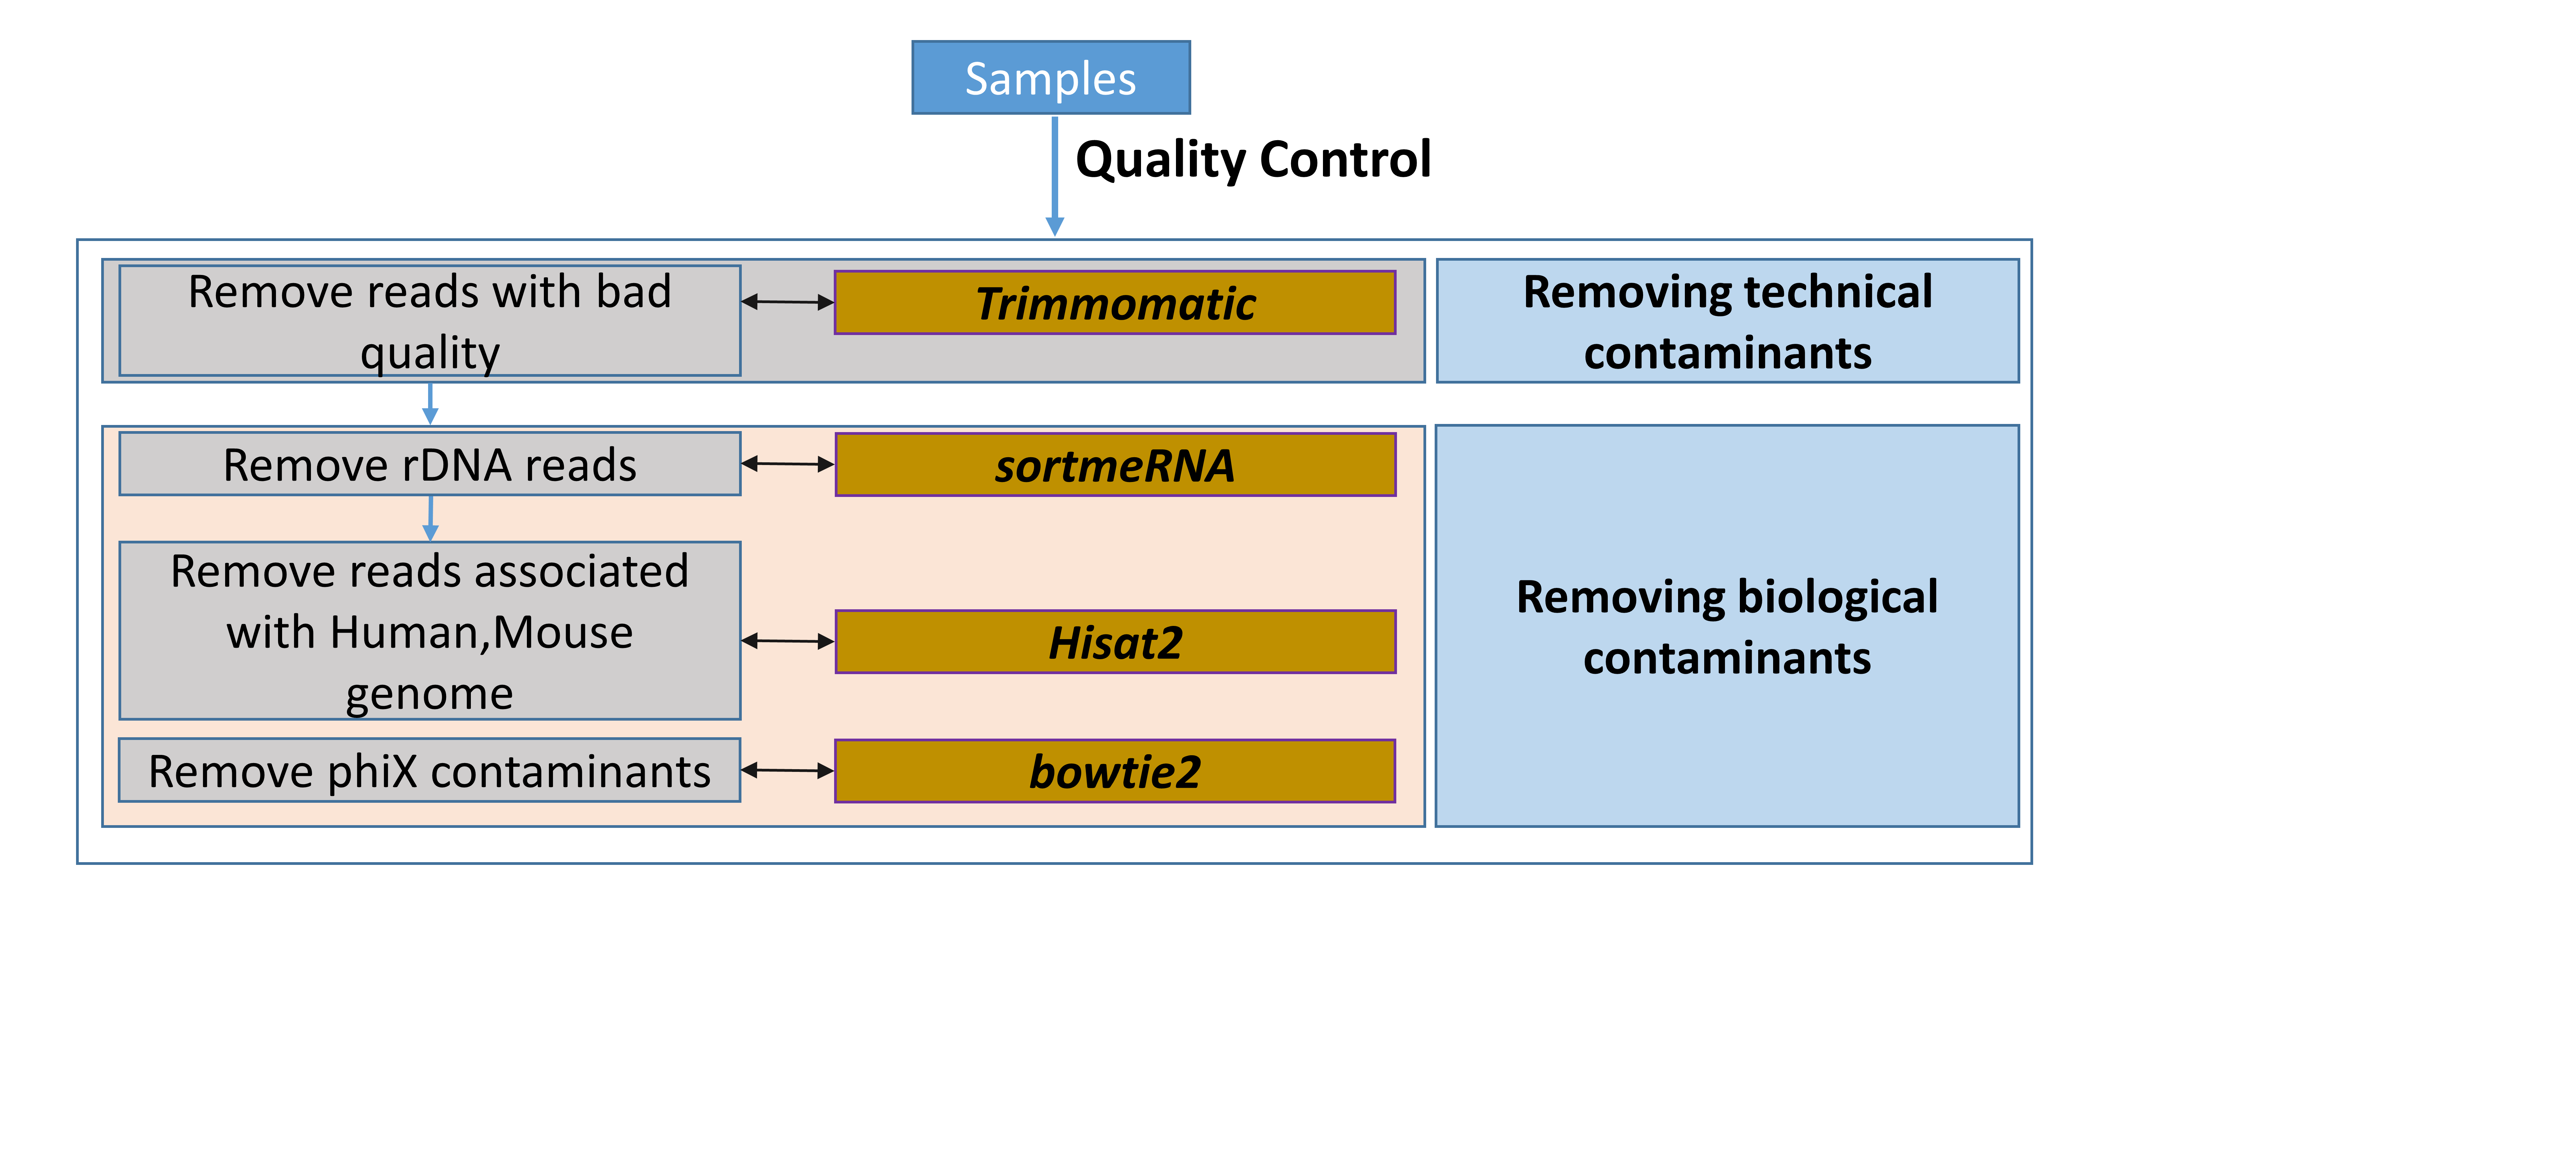 Samples
Quality Control
Remove reads with bad
quality
Trimmomatic
Removing technical
contaminants
Remove rDNA reads
sortmeRNA
Remove reads associated
with Human,Mouse
genome
Hisat2
Removing biological
contaminants
Remove phiX contaminants
bowtie2